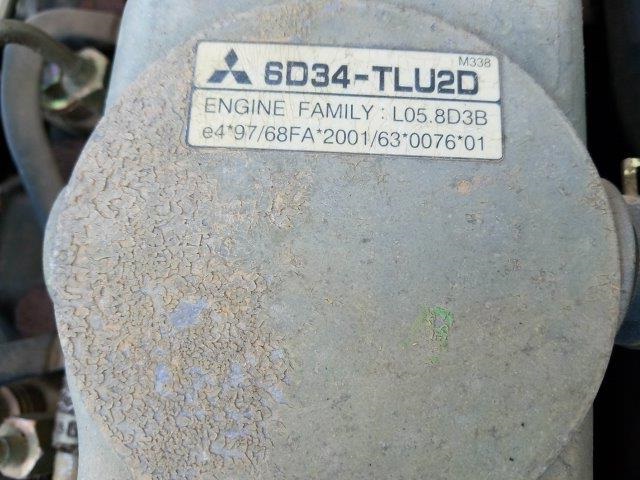 M338
6D34-TLU2D
ENGINE FAMILY : L05.8D3B
e4*97/68FA*2001/63*0076*01